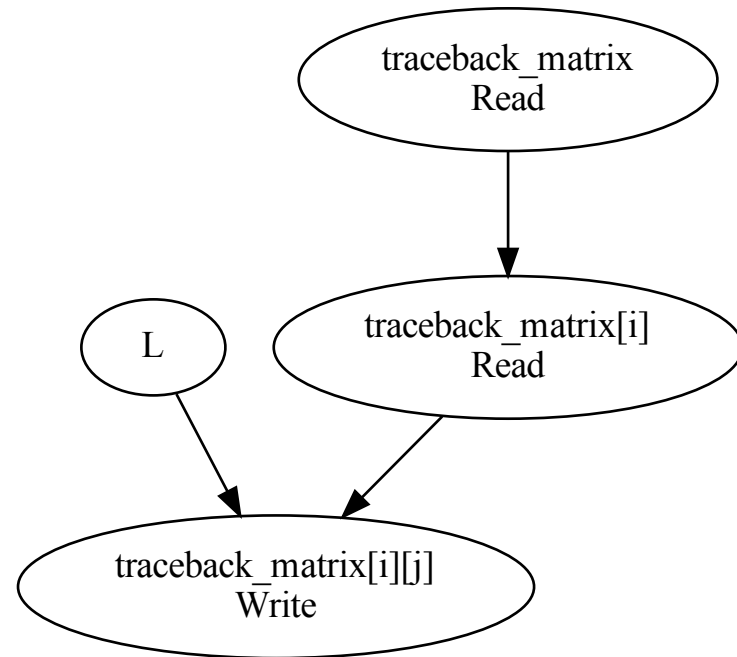 traceback_matrix
Read
traceback_matrix[i]
Read
L
traceback_matrix[i][j]
Write